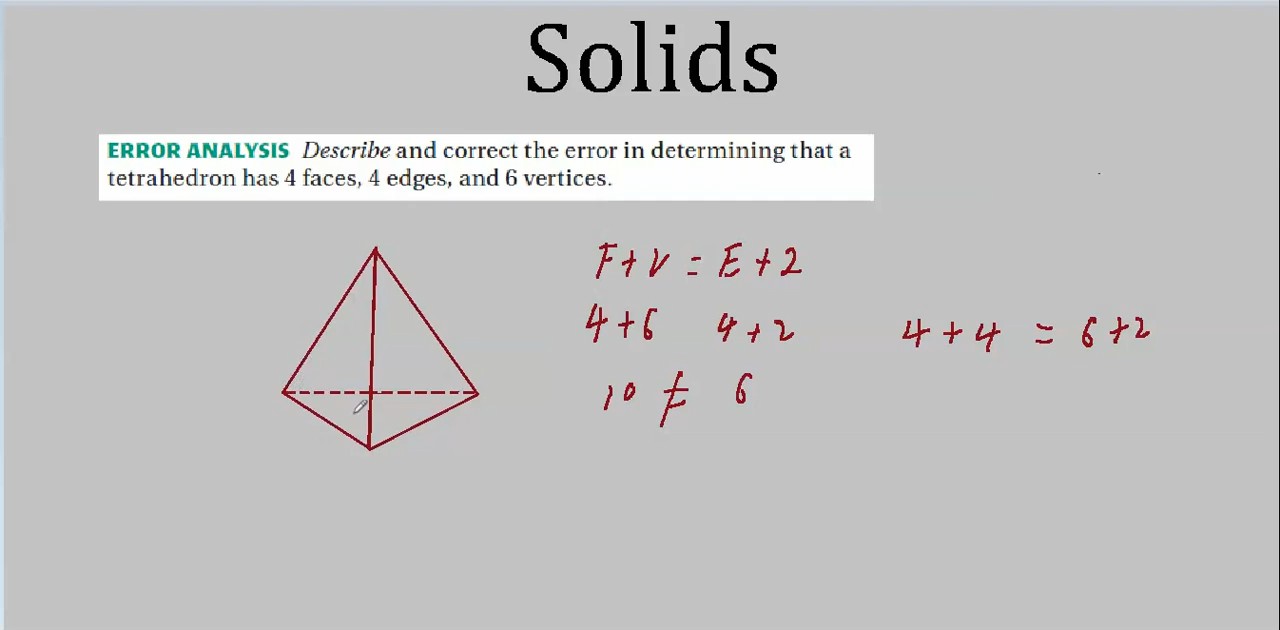 Solids
ERROR ANALYSIS Describe and correct the error in determining that a
tetrahedron has 4 faces, 4 edges, and 6 vertices.
F+V = E+2
4+6 4+2 4+4 = 6+2
10 ≠ 6